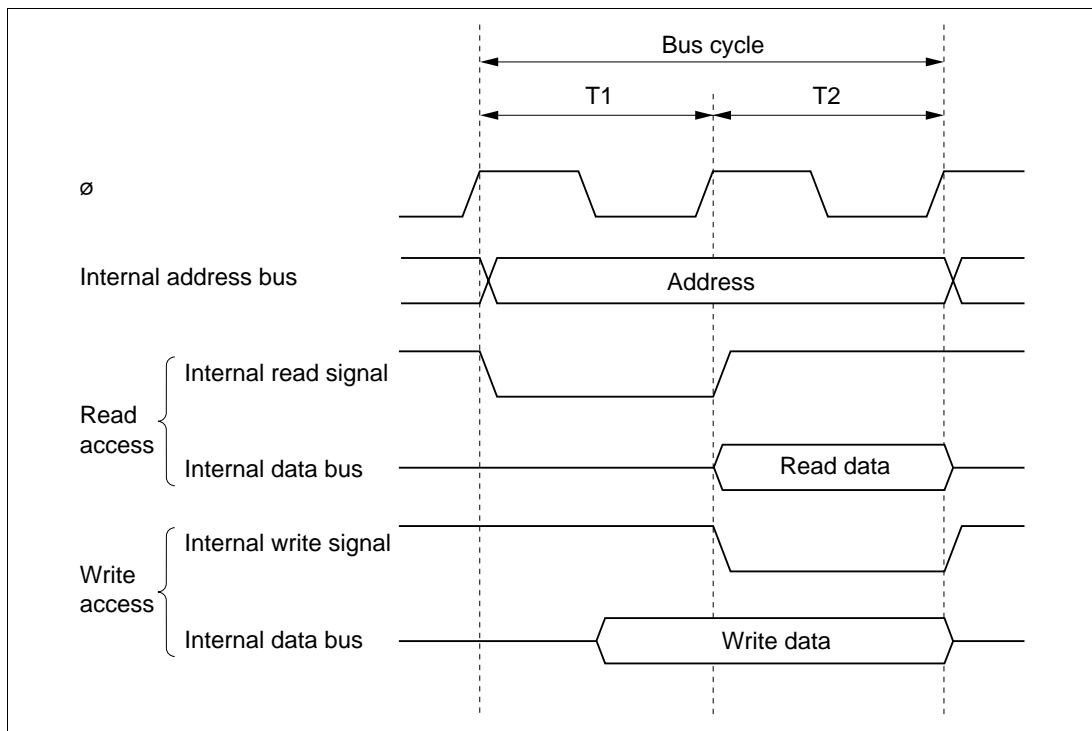 Bus cycle
T1
T2
ø
Internal address bus
Address
Read
access
Internal read signal
Internal data bus
Read data
Write
access
Internal write signal
Internal data bus
Write data